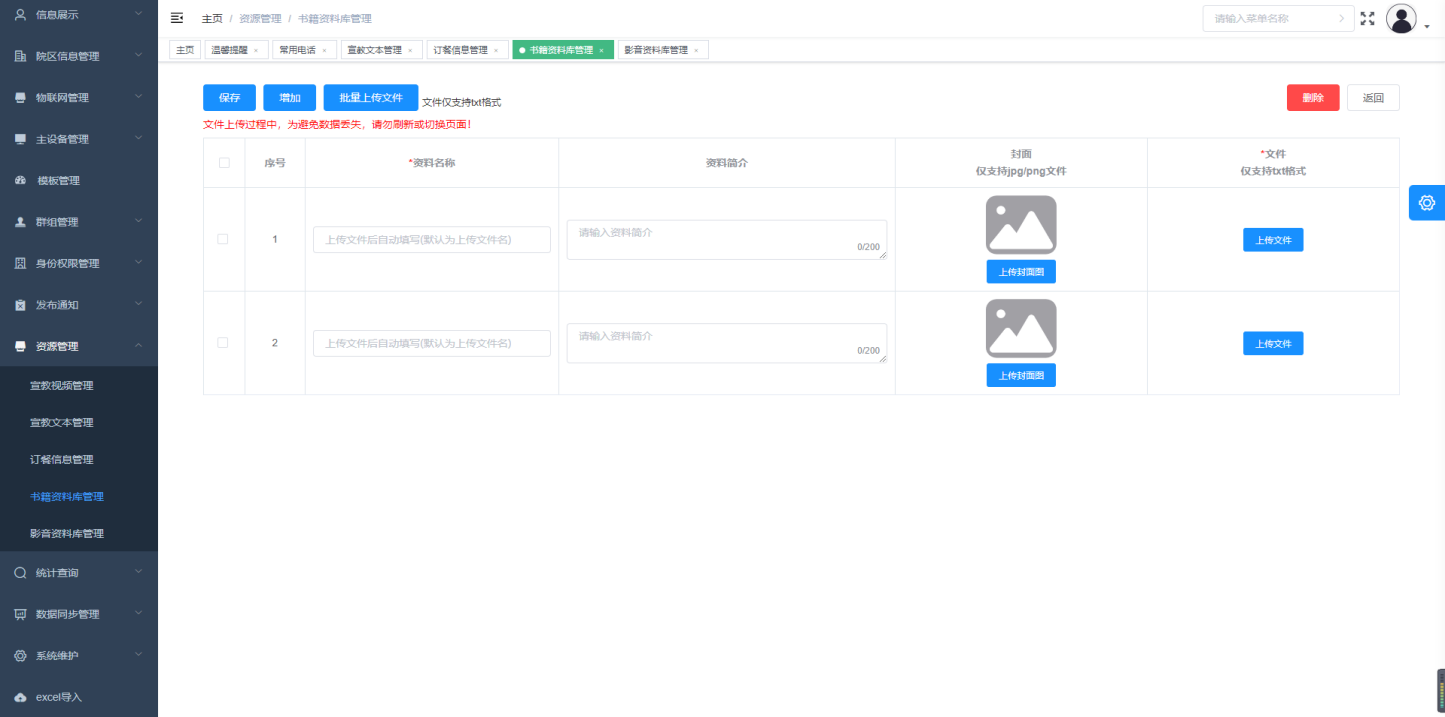 信息展示
院区信息管理
物联网管理
主设备管理
模板管理
群组管理
身份权限管理
发布通知
资源管理
宣教视频管理
宣教文本管理
订餐信息管理
书籍资料库管理
影音资料库管理
统计查询
数据同步管理
系统维护
excel导入
主页 / 资源管理 / 书籍资料库管理
请输入菜单名称
主页 温馨提醒 × 常用电话 × 宣教文本管理 × 订餐信息管理 × 书籍资料库管理 × 影音资料库管理 ×
保存 增加 批量上传文件 文件仅支持txt格式 删除 返回
文件上传过程中，为避免数据丢失，请勿刷新或切换页面！
序号 *资料名称 资料简介 封面 *文件
仅支持jpg/png文件 仅支持txt格式
1 上传文件后自动填写(默认为上传文件名) 请输入资料简介 0/200 上传封面图 上传文件
2 上传文件后自动填写(默认为上传文件名) 请输入资料简介 0/200 上传封面图 上传文件